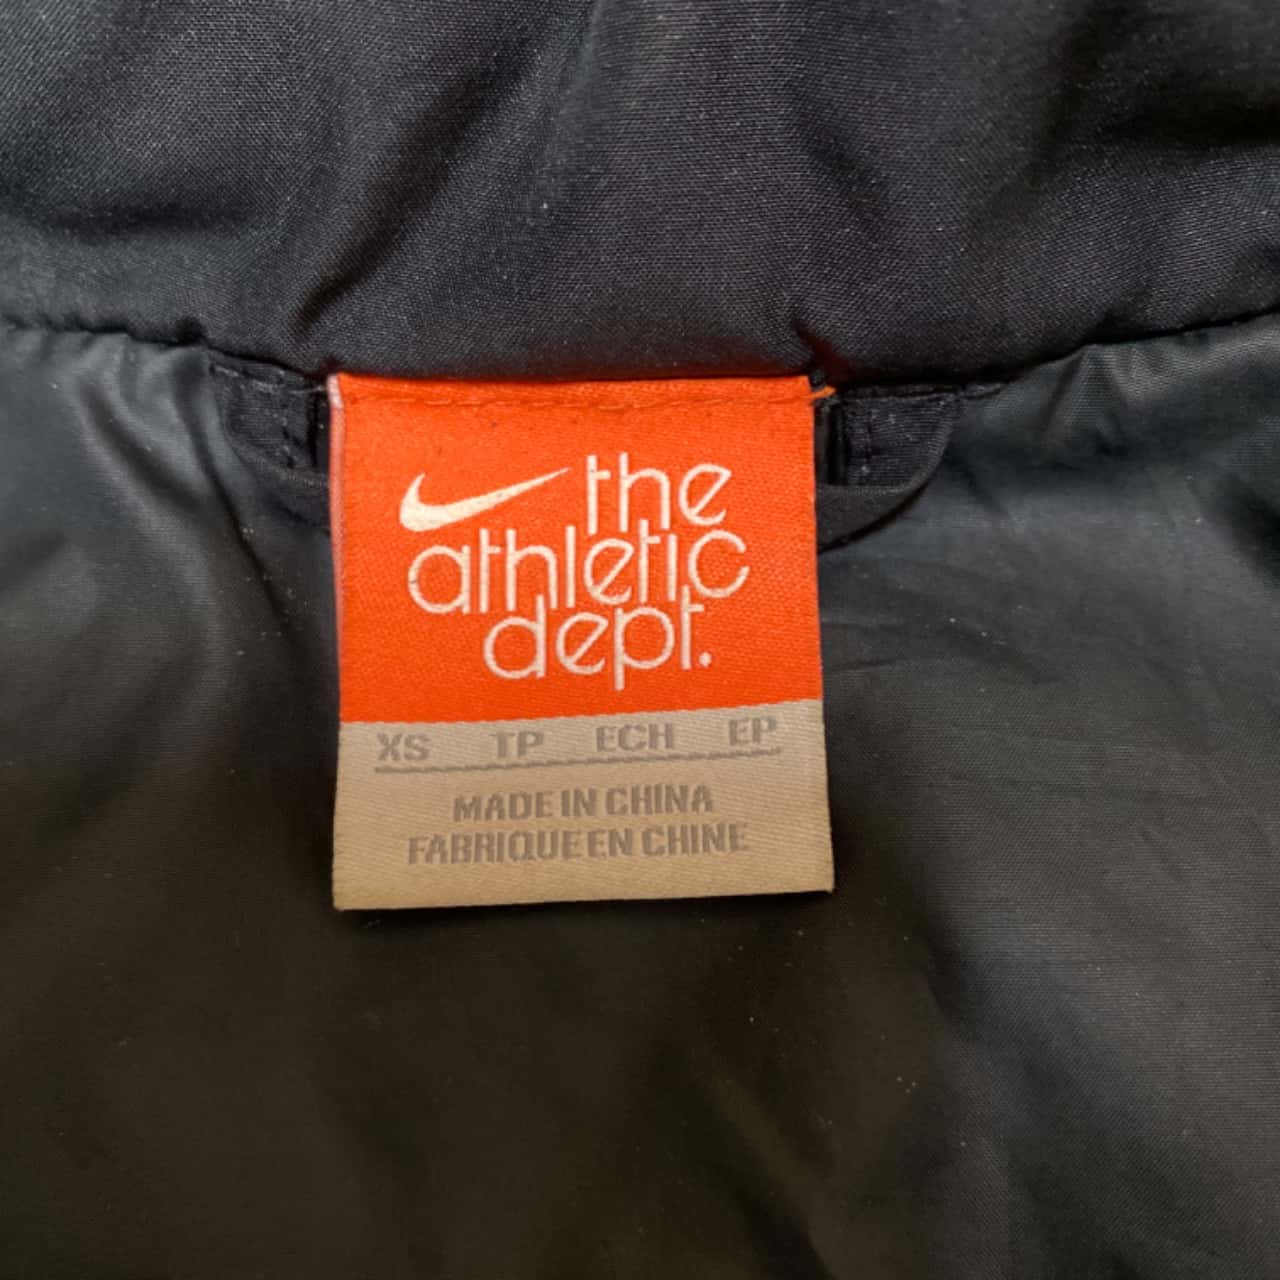 the
athletic
dept.
XS TP ECH EP
MADE IN CHINA
FABRIQUE EN CHINE